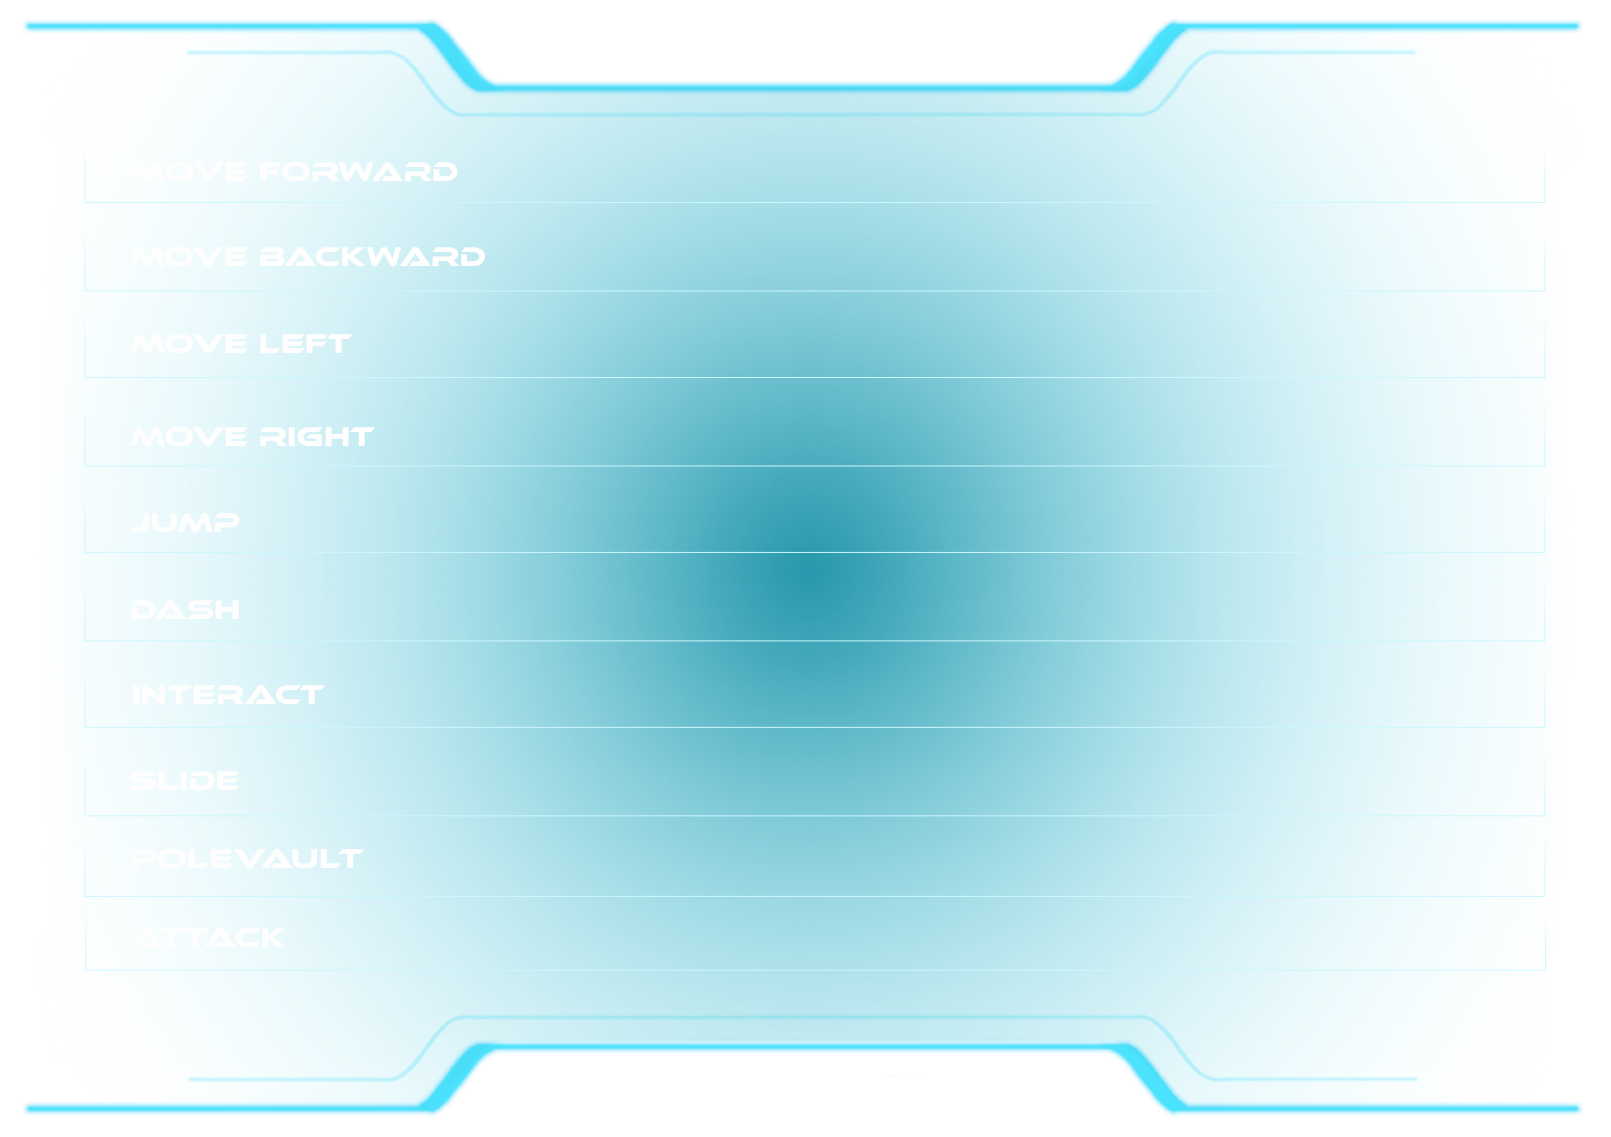 MOVE FORWARD
MOVE BACKWARD
MOVE LEFT
MOVE RIGHT
JUMP
DASH
INTERACT
SLIDE
POLEVAULT
ATTACK